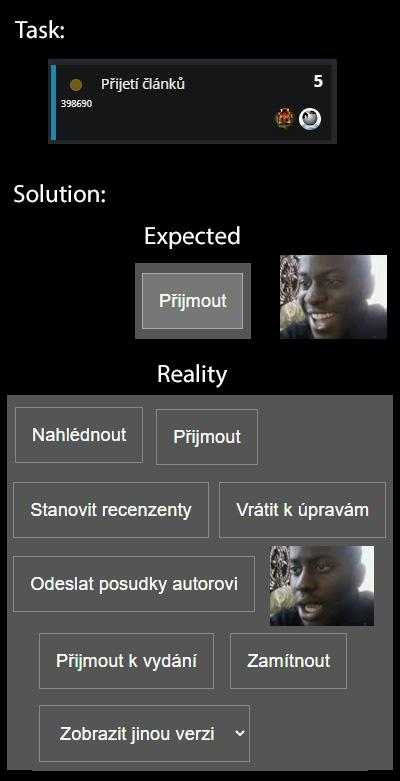 Task:
Přijetí článků
5
398690
Solution:
Expected
Přijmout
Reality
Nahlédnout
Přijmout
Stanovit recenzenty
Vrátit k úpravám
Odeslat posudky autorovi
Přijmout k vydání
Zamítnout
Zobrazit jinou verzi